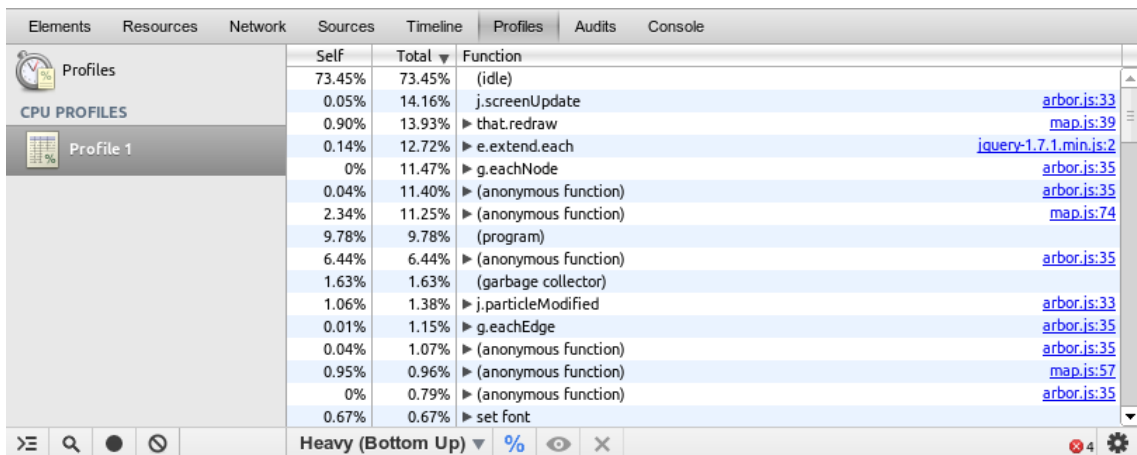 Elements Resources Network Sources Timeline Profiles Audits Console
Profiles
CPU PROFILES
Profile 1
Self Total Function
73.45% 73.45% (idle)
0.05% 14.16% j.screenUpdate arbor.js:33
0.90% 13.93% that.redraw map.js:39
0.14% 12.72% e.extend.each jquery-1.7.1.min.js:2
0% 11.47% g.eachNode arbor.js:35
0.04% 11.40% (anonymous function) arbor.js:35
2.34% 11.25% (anonymous function) map.js:74
9.78% 9.78% (program)
6.44% 6.44% (anonymous function) arbor.js:35
1.63% 1.63% (garbage collector)
1.06% 1.38% j.particleModified arbor.js:33
0.01% 1.15% g.eachEdge arbor.js:35
0.04% 1.07% (anonymous function) arbor.js:35
0.95% 0.96% (anonymous function) map.js:57
0% 0.79% (anonymous function) arbor.js:35
0.67% 0.67% set font
Heavy (Bottom Up) % 4